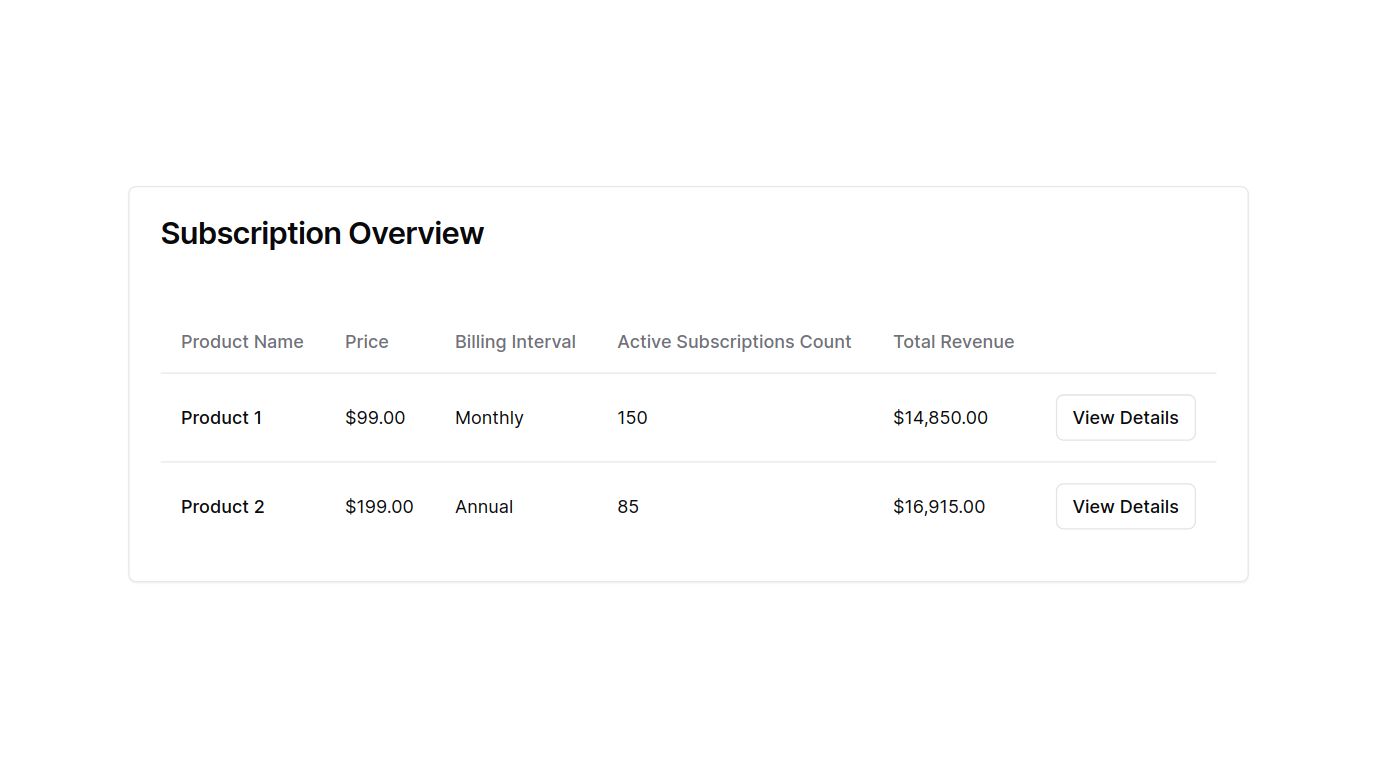 Subscription Overview
Product Name Price Billing Interval Active Subscriptions Count Total Revenue
Product 1 $99.00 Monthly 150 $14,850.00 View Details
Product 2 $199.00 Annual 85 $16,915.00 View Details